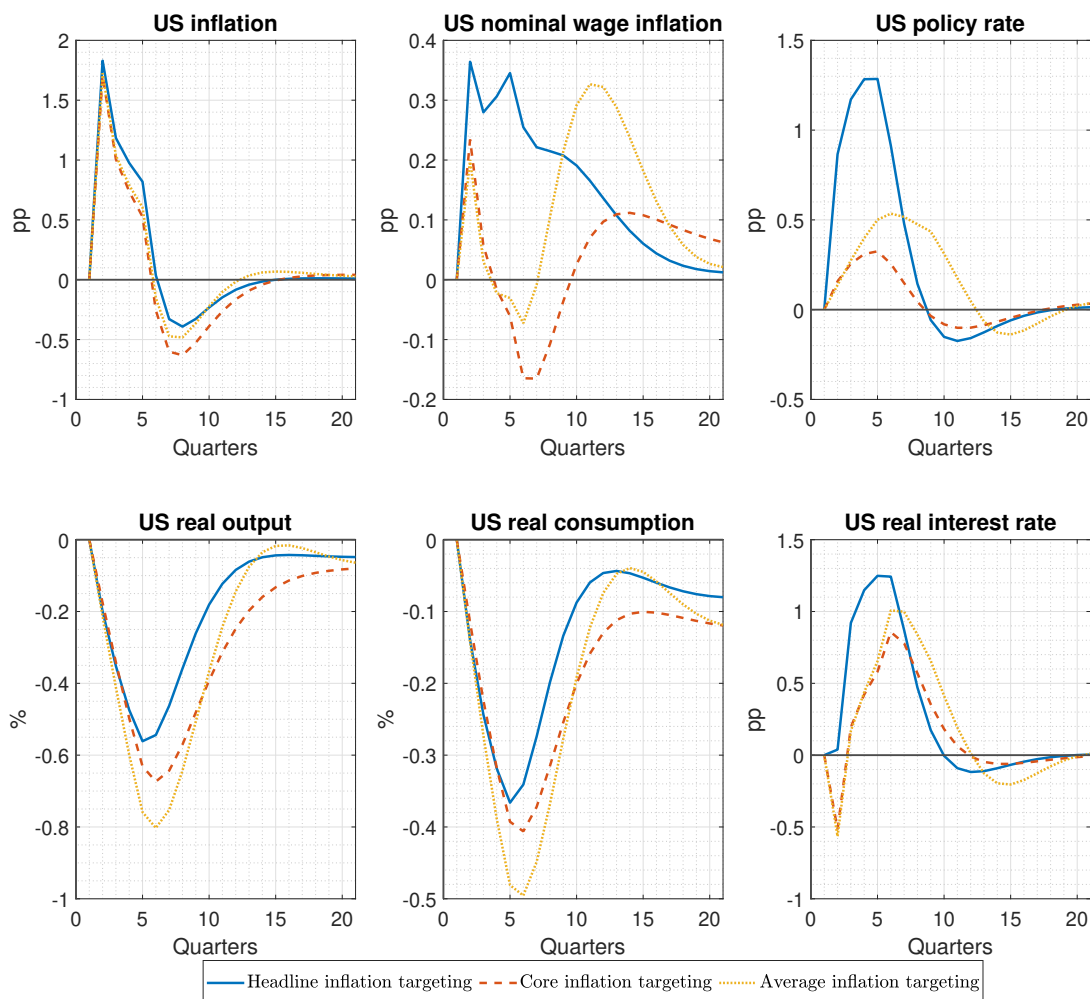 US inflation
2
1.5
1
0.5
0
-0.5
-1
pp
0 5 10 15 20
Quarters
US nominal wage inflation
0.4
0.3
0.2
0.1
0
-0.1
-0.2
pp
0 5 10 15 20
Quarters
US policy rate
1.5
1
0.5
0
-0.5
pp
0 5 10 15 20
Quarters
US real output
0
-0.2
-0.4
-0.6
-0.8
-1
%
0 5 10 15 20
Quarters
US real consumption
0
-0.1
-0.2
-0.3
-0.4
-0.5
%
0 5 10 15 20
Quarters
US real interest rate
1.5
1
0.5
0
-0.5
-1
pp
0 5 10 15 20
Quarters
Headline inflation targeting Core inflation targeting Average inflation targeting